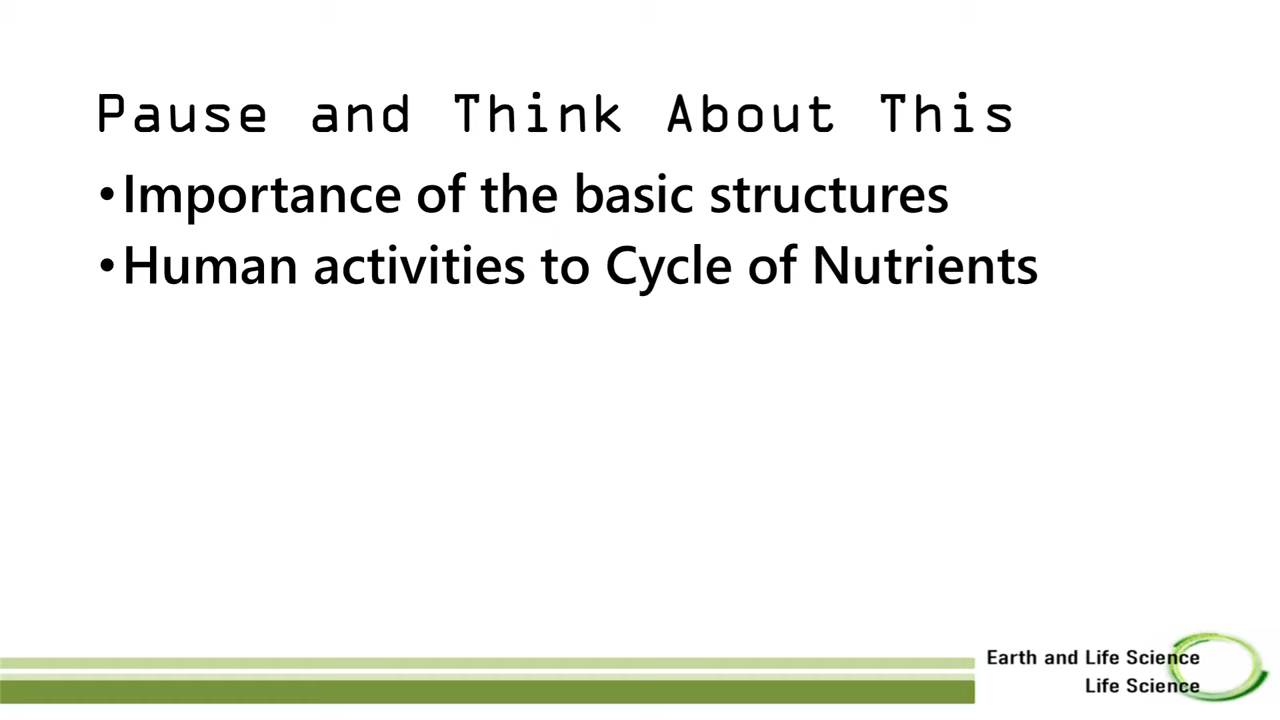 Pause and Think About This
•Importance of the basic structures
•Human activities to Cycle of Nutrients
Earth and Life Science
Life Science